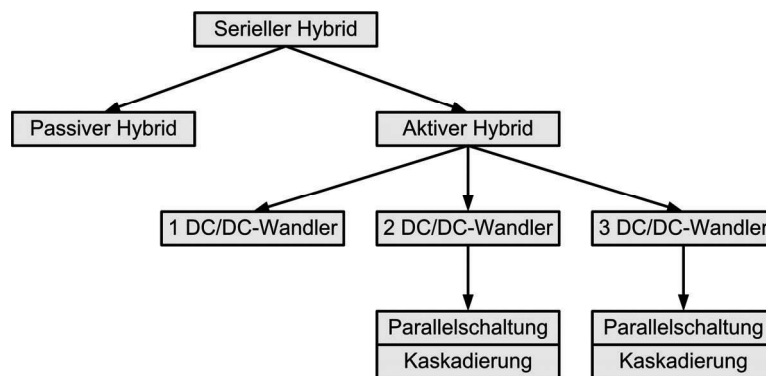 Serieller Hybrid
Passiver Hybrid
Aktiver Hybrid
1 DC/DC-Wandler
2 DC/DC-Wandler
3 DC/DC-Wandler
Parallelschaltung
Kaskadierung
Parallelschaltung
Kaskadierung